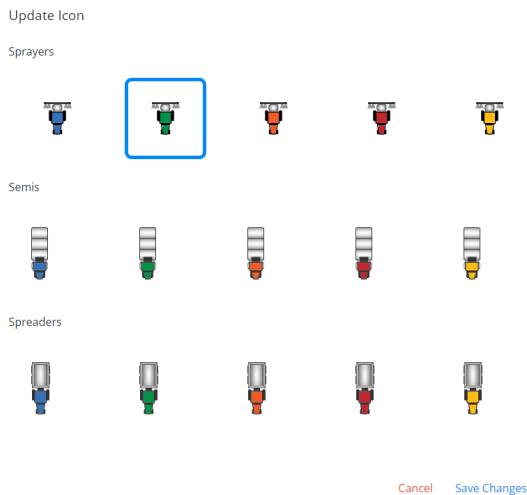 Update Icon
Sprayers
Semis
Spreaders
Cancel Save Changes